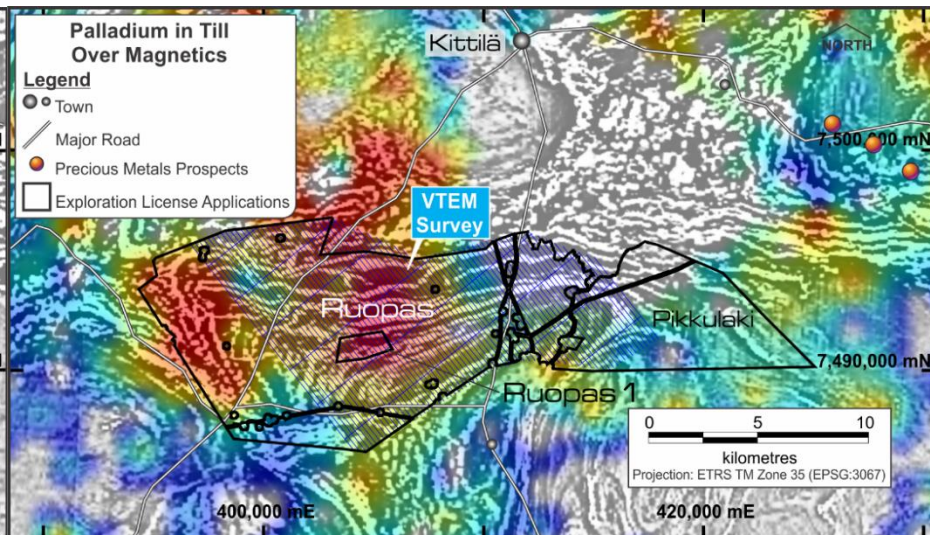 Palladium in Till
Over Magnetics
Legend
Town
Major Road
Precious Metals Prospects
Exploration License Applications
Kittilä
NORTH
7,500,000 mN
VTEM
Survey
Ruopas
Pikkulaki
7,490,000 mN
Ruopas 1
0 5 10
kilometres
Projection: ETRS TM Zone 35 (EPSG:3067)
400,000 mE
420,000 mE